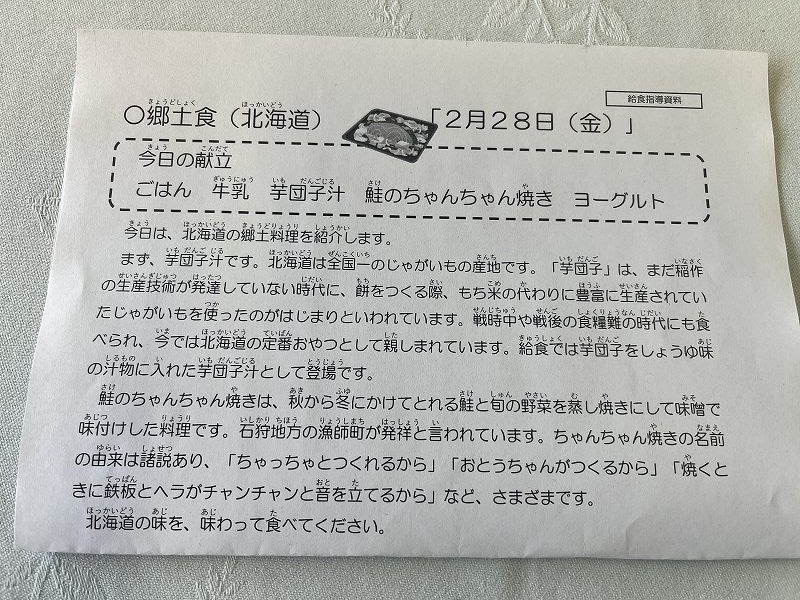 給食指導資料
〇郷土食（北海道）　「２月２８日（金）」
今日の献立
ごはん　牛乳　芋団子汁　鮭のちゃんちゃん焼き　ヨーグルト
今日は、北海道の郷土料理を紹介します。
まず、芋団子汁です。北海道は全国一のじゃがいもの産地です。「芋団子」は、まだ稲作
の生産技術が発達していない時代に、餅をつくる際、もち米の代わりに豊富に生産されてい
たじゃがいもを使ったのがはじまりといわれています。戦時中や戦後の食糧難の時代にも食
べられ、今では北海道の定番おやつとして親しまれています。給食では芋団子をしょうゆ味
の汁物に入れた芋団子汁として登場です。
鮭のちゃんちゃん焼きは、秋から冬にかけてとれる鮭と旬の野菜を蒸し焼きにして味噌で
味付けした料理です。石狩地方の漁師町が発祥と言われています。ちゃんちゃん焼きの名前
の由来は諸説あり、「ちゃっちゃとつくれるから」「おとうちゃんがつくるから」「焼くと
きに鉄板とヘラがチャンチャンと音を立てるから」など、さまざまです。
北海道の味を、味わって食べてください。